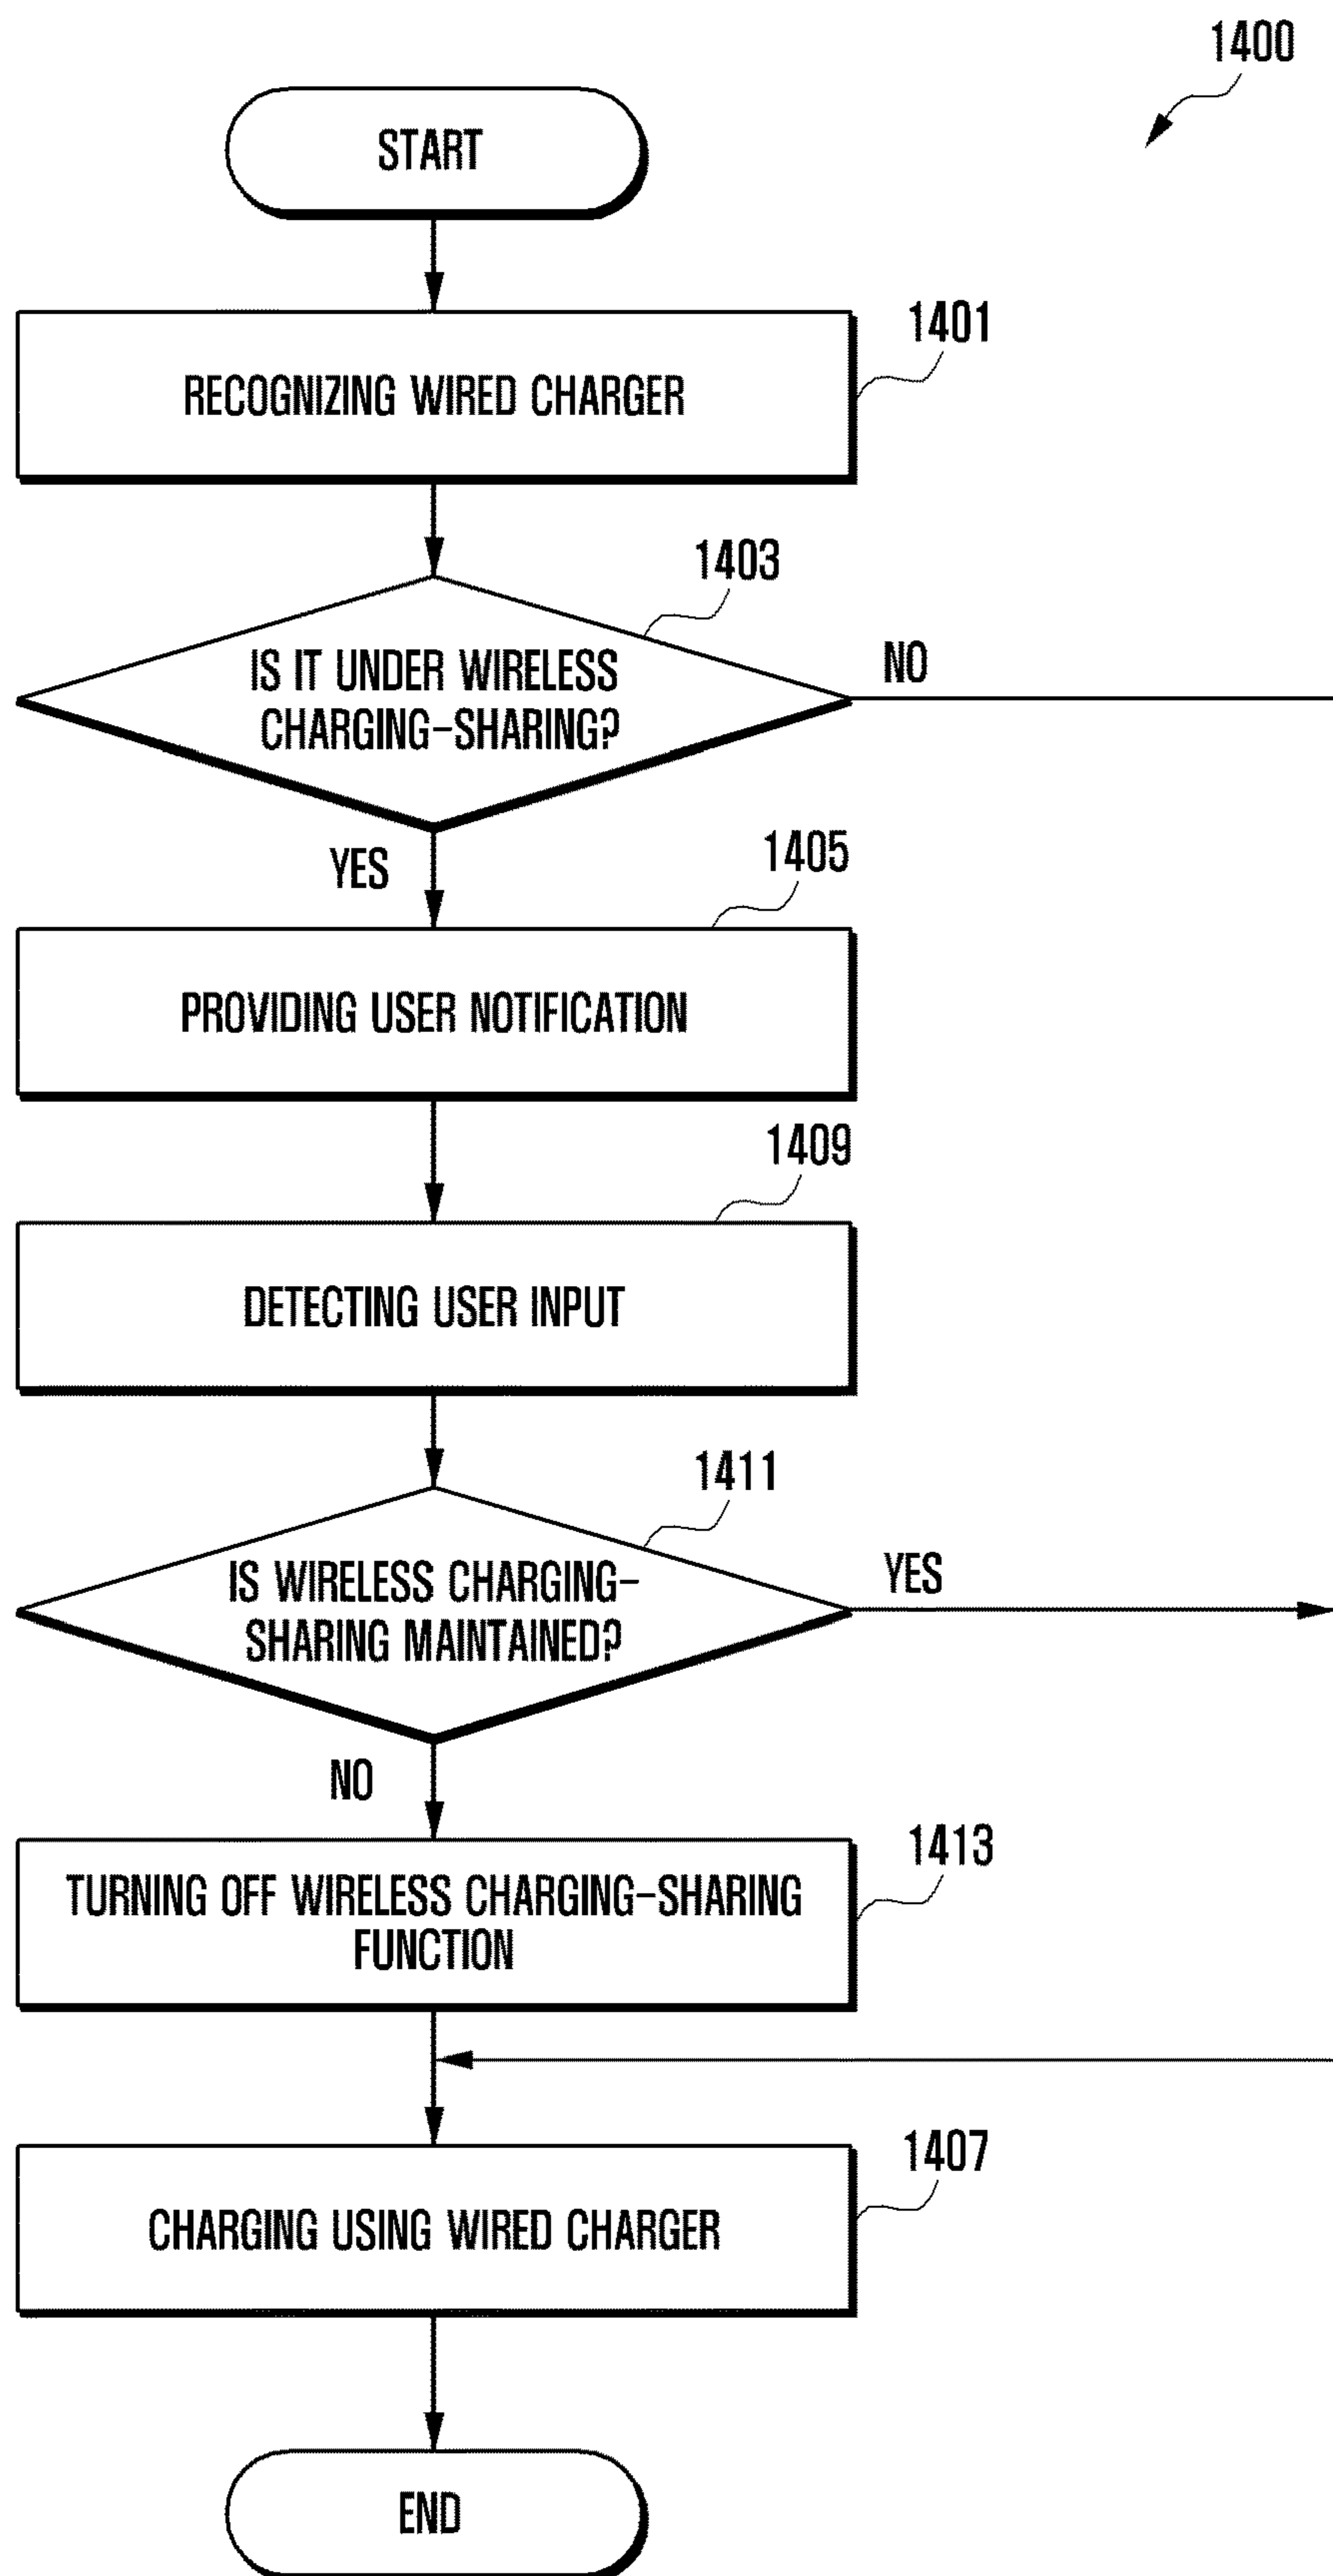 1400
START
1401
RECOGNIZING WIRED CHARGER
1403
IS IT UNDER WIRELESS
CHARGING-SHARING?
NO
YES
1405
PROVIDING USER NOTIFICATION
1409
DETECTING USER INPUT
1411
IS WIRELESS CHARGING-
SHARING MAINTAINED?
YES
NO
1413
TURNING OFF WIRELESS CHARGING-SHARING
FUNCTION
1407
CHARGING USING WIRED CHARGER
END